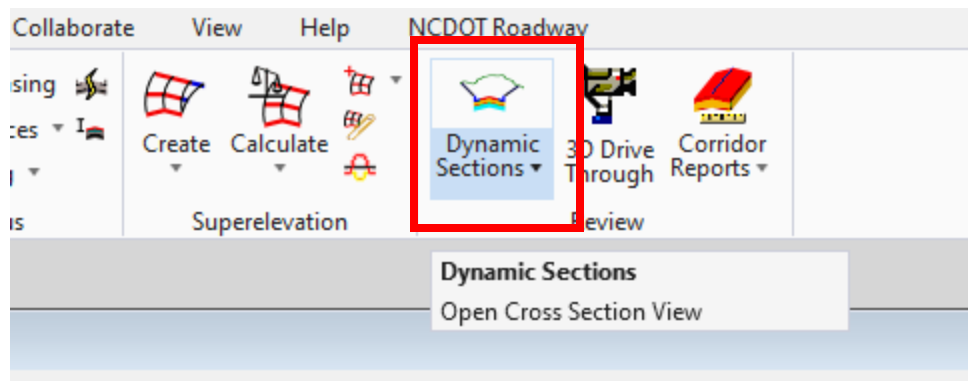 Collaborate View Help NCDOT Roadway
Create
Calculate
Dynamic
Sections
3D Drive
Through
Corridor
Reports
Superelevation
Review
Dynamic Sections
Open Cross Section View